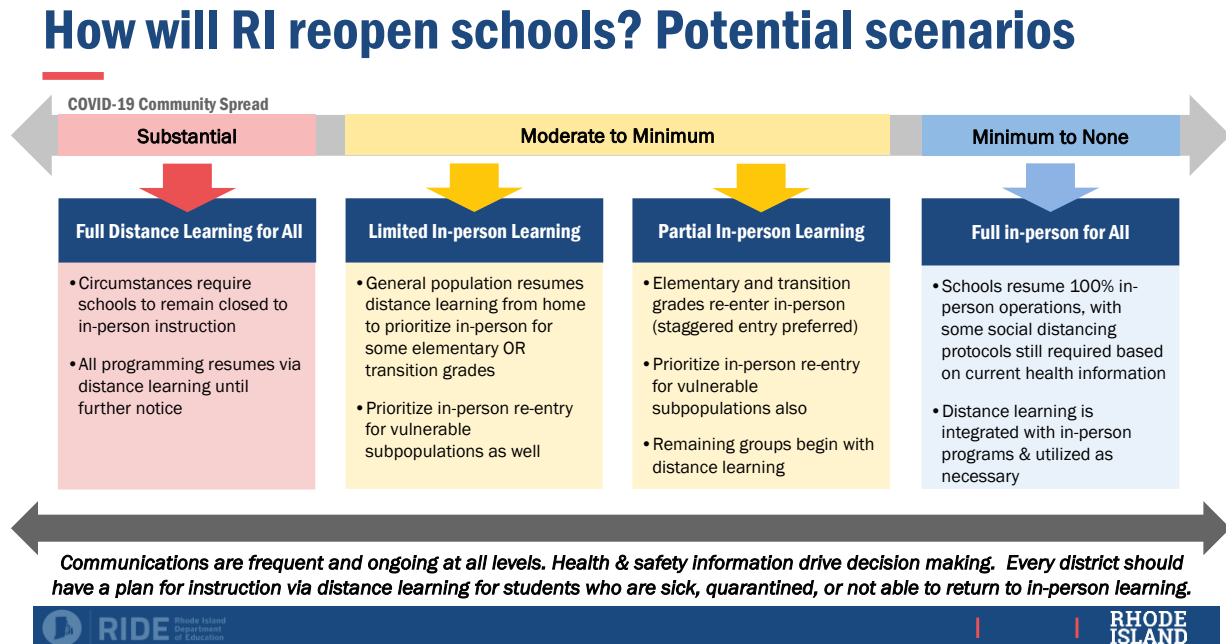 How will RI reopen schools? Potential scenarios
COVID-19 Community Spread
Substantial
Moderate to Minimum
Minimum to None
Full Distance Learning for All
• Circumstances require
schools to remain closed to
in-person instruction
• All programming resumes via
distance learning until
further notice
Limited In-person Learning
• General population resumes
distance learning from home
to prioritize in-person for
some elementary OR
transition grades
• Prioritize in-person re-entry
for vulnerable
subpopulations as well
Partial In-person Learning
• Elementary and transition
grades re-enter in-person
(staggered entry preferred)
• Prioritize in-person re-entry
for vulnerable
subpopulations also
• Remaining groups begin with
distance learning
Full in-person for All
• Schools resume 100% in-
person operations, with
some social distancing
protocols still required based
on current health information
• Distance learning is
integrated with in-person
programs & utilized as
necessary
Communications are frequent and ongoing at all levels. Health & safety information drive decision making. Every district should
have a plan for instruction via distance learning for students who are sick, quarantined, or not able to return to in-person learning.
RIDE
Rhode Island
Department
of Education
RHODE
ISLAND